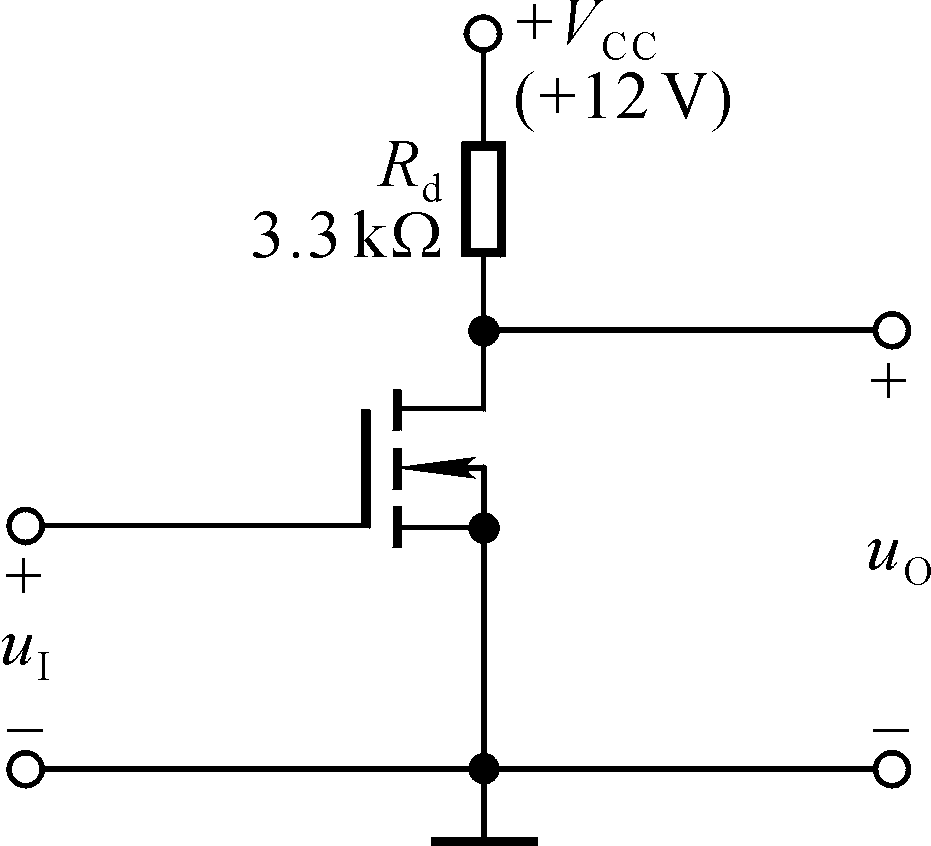 +V_CC
(+12 V)
R_d
3.3 kΩ
+
+
u_O
u_I
−
−